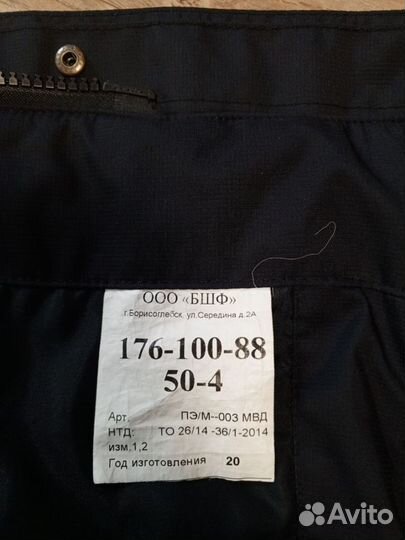 ООО «БШФ»
г.Борисоглебск, ул.Середина д.2А
176-100-88
50-4
Арт. ПЭ/М--003 МВД
НТД: ТО 26/14 -36/1-2014
изм.1,2
Год изготовления 20
Avito